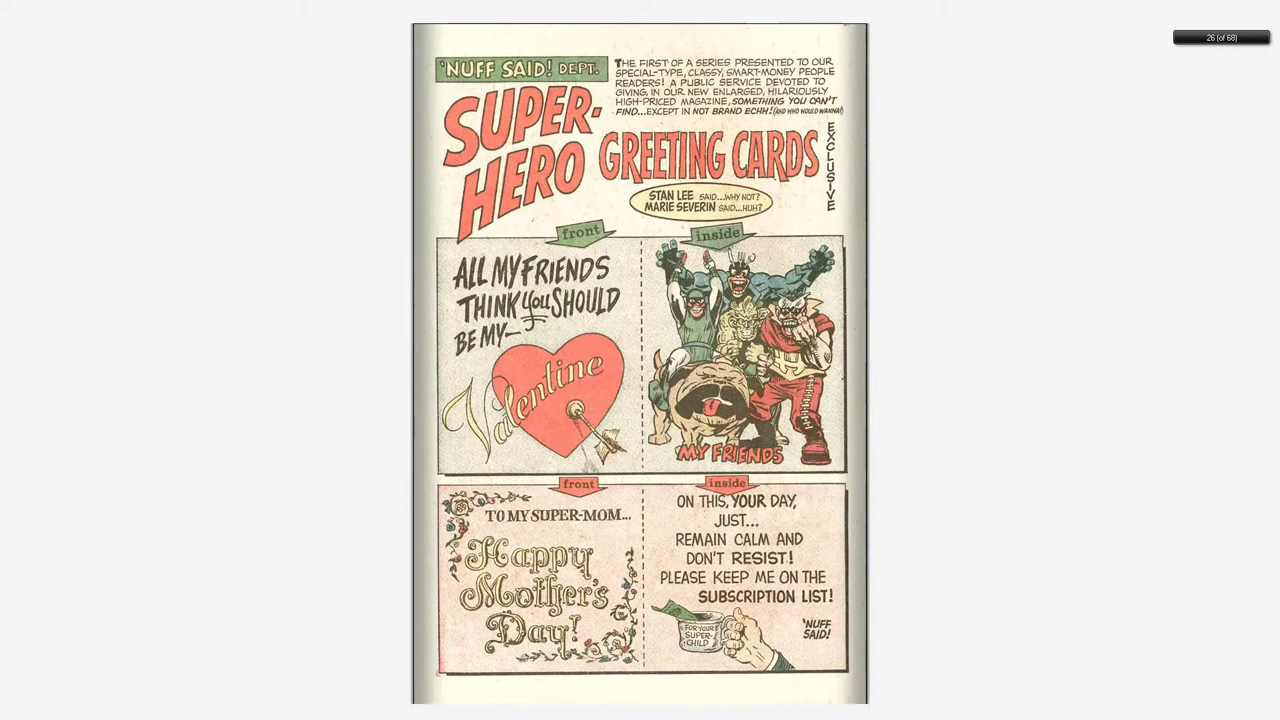 26 (of 68)
'NUFF SAID! DEPT.
THE FIRST OF A SERIES PRESENTED TO OUR
SPECIAL-TYPE, CLASSY, SMART-MONEY PEOPLE
READERS! A PUBLIC SERVICE DEVOTED TO
GIVING, IN OUR NEW ENLARGED, HILARIOUSLY
HIGH-PRICED MAGAZINE, SOMETHING YOU CAN'T
FIND...EXCEPT IN NOT BRAND ECHH! (AND WHO WOULD WANNA?)
SUPER-
HERO
GREETING CARDS
EXCLUSIVE
STAN LEE SAID...WHY NOT?
MARIE SEVERIN SAID...HUH?
front
ALL MY FRIENDS
THINK you SHOULD
BE MY—
Valentine
inside
MY FRIENDS
front
TO MY SUPER-MOM...
Happy
Mother's
Day!
inside
ON THIS, YOUR DAY,
JUST...
REMAIN CALM AND
DON'T RESIST!
PLEASE KEEP ME ON THE
SUBSCRIPTION LIST!
FOR YOUR
SUPER-
CHILD
'NUFF
SAID!